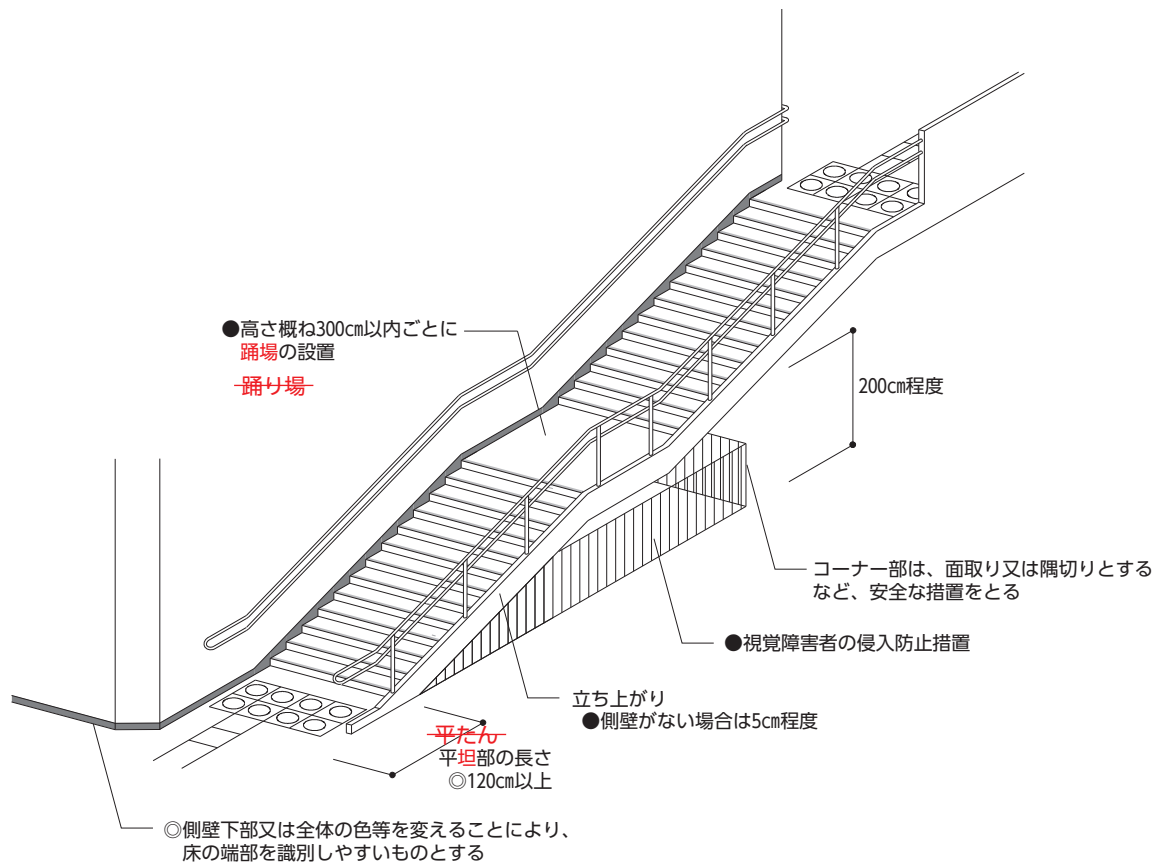 ●高さ概ね300cm以内ごとに
踊場の設置
踊り場
200cm程度
コーナー部は、面取り又は隅切りとする
など、安全な措置をとる
●視覚障害者の侵入防止措置
立ち上がり
●側壁がない場合は5cm程度
平たん
平坦部の長さ
◎120cm以上
◎側壁下部又は全体の色等を変えることにより、
床の端部を識別しやすいものとする